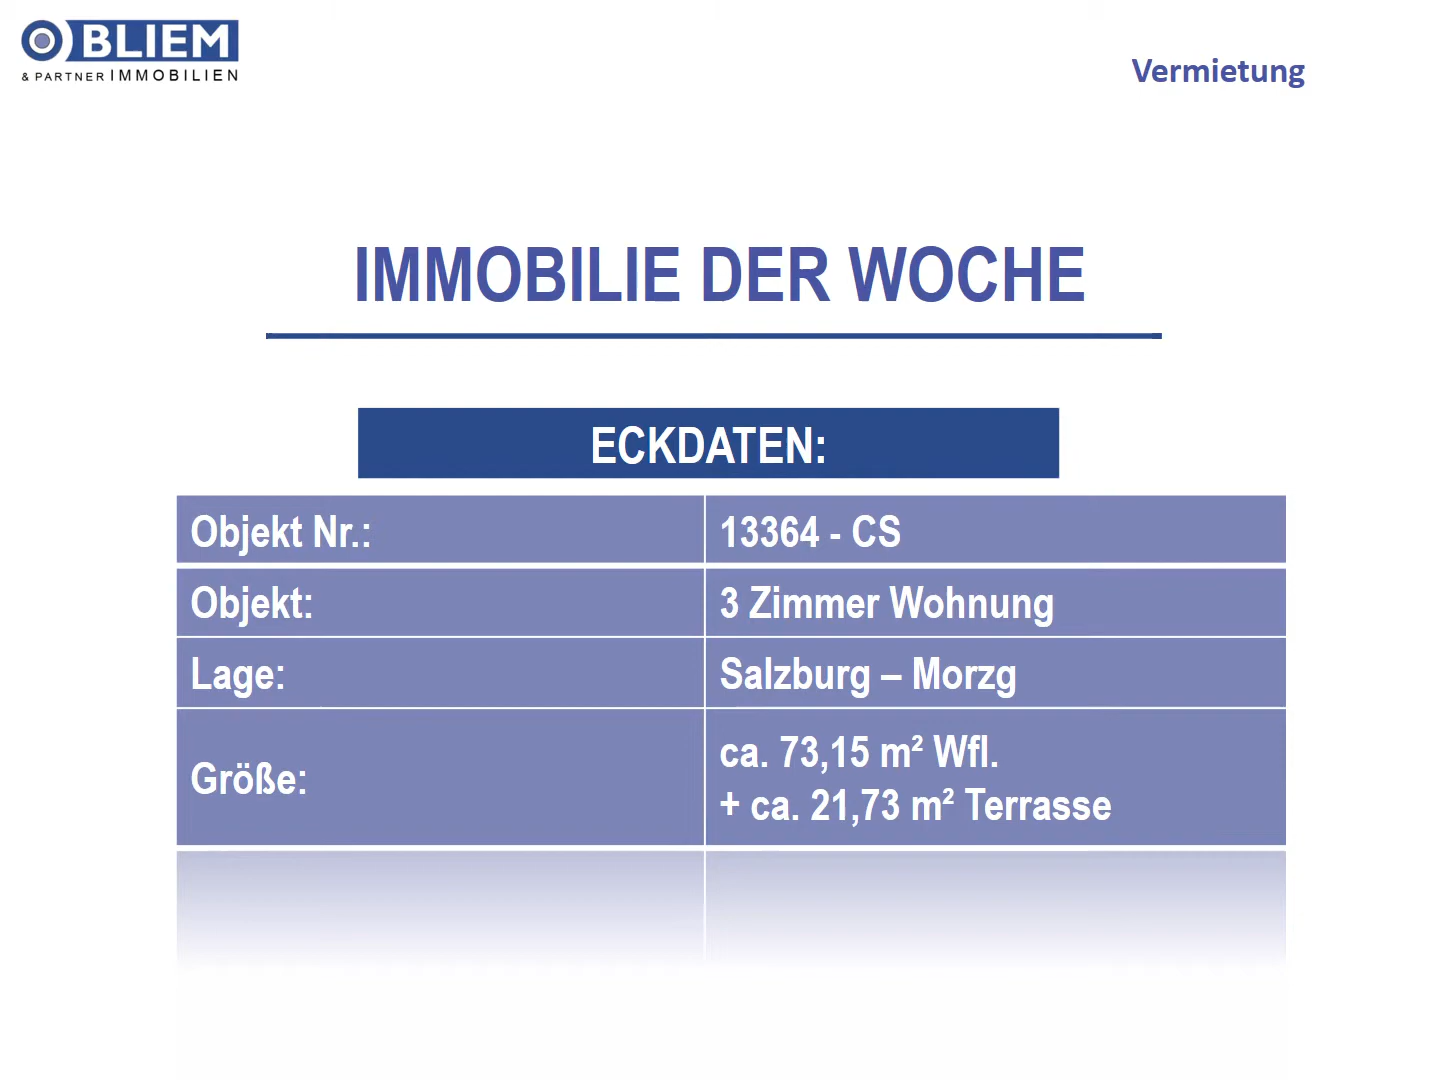 BLIEM
& PARTNER IMMOBILIEN
Vermietung
IMMOBILIE DER WOCHE
ECKDATEN:
Objekt Nr.: 13364 - CS
Objekt: 3 Zimmer Wohnung
Lage: Salzburg – Morzg
Größe: ca. 73,15 m² Wfl.
+ ca. 21,73 m² Terrasse